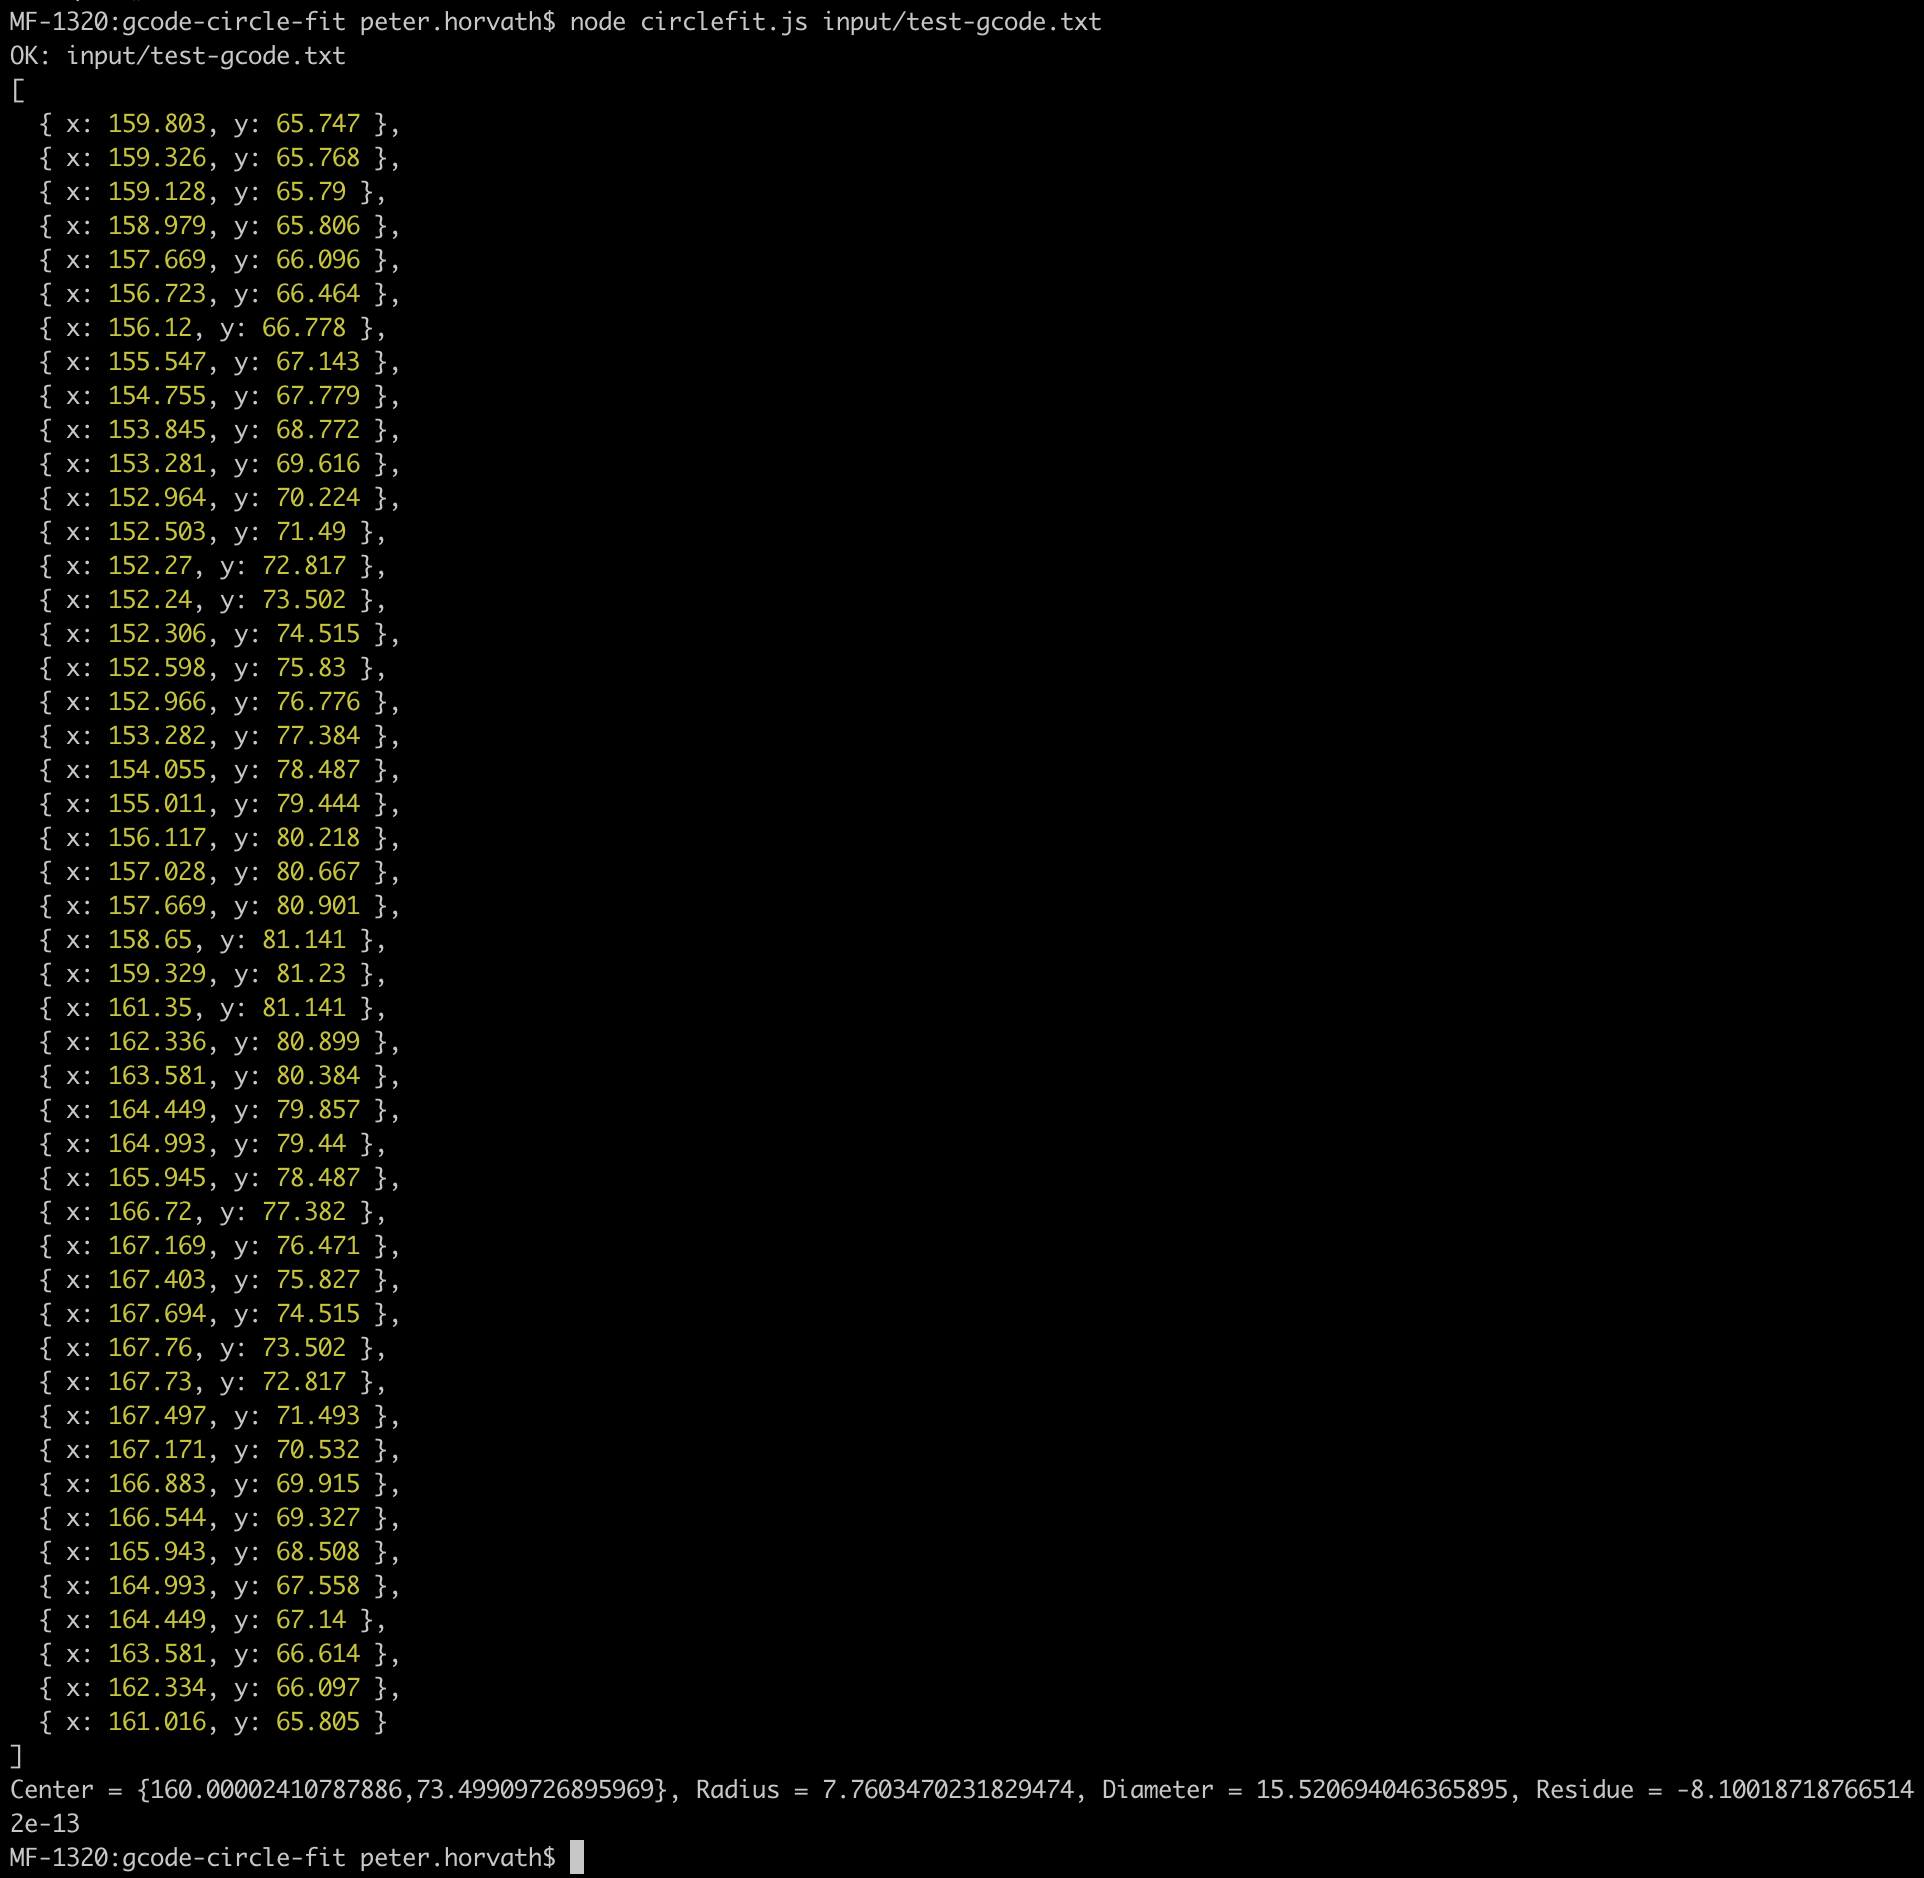 MF-1320:gcode-circle-fit peter.horvath$ node circlefit.js input/test-gcode.txt
OK: input/test-gcode.txt
[
  { x: 159.803, y: 65.747 },
  { x: 159.326, y: 65.768 },
  { x: 159.128, y: 65.79 },
  { x: 158.979, y: 65.806 },
  { x: 157.669, y: 66.096 },
  { x: 156.723, y: 66.464 },
  { x: 156.12, y: 66.778 },
  { x: 155.547, y: 67.143 },
  { x: 154.755, y: 67.779 },
  { x: 153.845, y: 68.772 },
  { x: 153.281, y: 69.616 },
  { x: 152.964, y: 70.224 },
  { x: 152.503, y: 71.49 },
  { x: 152.27, y: 72.817 },
  { x: 152.24, y: 73.502 },
  { x: 152.306, y: 74.515 },
  { x: 152.598, y: 75.83 },
  { x: 152.966, y: 76.776 },
  { x: 153.282, y: 77.384 },
  { x: 154.055, y: 78.487 },
  { x: 155.011, y: 79.444 },
  { x: 156.117, y: 80.218 },
  { x: 157.028, y: 80.667 },
  { x: 157.669, y: 80.901 },
  { x: 158.65, y: 81.141 },
  { x: 159.329, y: 81.23 },
  { x: 161.35, y: 81.141 },
  { x: 162.336, y: 80.899 },
  { x: 163.581, y: 80.384 },
  { x: 164.449, y: 79.857 },
  { x: 164.993, y: 79.44 },
  { x: 165.945, y: 78.487 },
  { x: 166.72, y: 77.382 },
  { x: 167.169, y: 76.471 },
  { x: 167.403, y: 75.827 },
  { x: 167.694, y: 74.515 },
  { x: 167.76, y: 73.502 },
  { x: 167.73, y: 72.817 },
  { x: 167.497, y: 71.493 },
  { x: 167.171, y: 70.532 },
  { x: 166.883, y: 69.915 },
  { x: 166.544, y: 69.327 },
  { x: 165.943, y: 68.508 },
  { x: 164.993, y: 67.558 },
  { x: 164.449, y: 67.14 },
  { x: 163.581, y: 66.614 },
  { x: 162.334, y: 66.097 },
  { x: 161.016, y: 65.805 }
]
Center = {160.00002410787886,73.49909726895969}, Radius = 7.7603470231829474, Diameter = 15.520694046365895, Residue = -8.10018718766514
2e-13
MF-1320:gcode-circle-fit peter.horvath$